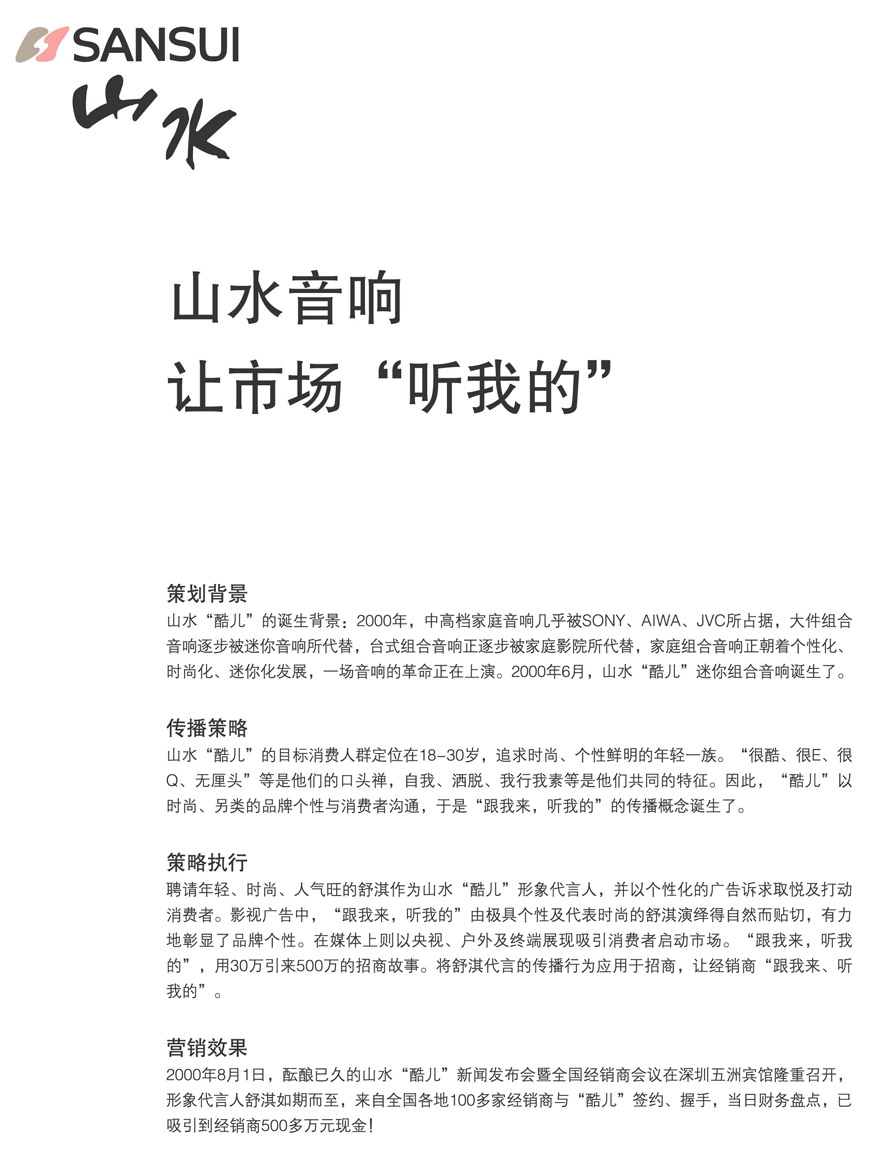 SANSUI
山水
山水音响
让市场“听我的”
策划背景
山水“酷儿”的诞生背景：2000年，中高档家庭音响几乎被SONY、AIWA、JVC所占据，大件组合
音响逐步被迷你音响所代替，台式组合音响正逐步被家庭影院所代替，家庭组合音响正朝着个性化、
时尚化、迷你化发展，一场音响的革命正在上演。2000年6月，山水“酷儿”迷你组合音响诞生了。
传播策略
山水“酷儿”的目标消费人群定位在18-30岁，追求时尚、个性鲜明的年轻一族。“很酷、很E、很
Q、无厘头”等是他们的口头禅，自我、洒脱、我行我素等是他们共同的特征。因此，“酷儿”以
时尚、另类的品牌个性与消费者沟通，于是“跟我来，听我的”的传播概念诞生了。
策略执行
聘请年轻、时尚、人气旺的舒淇作为山水“酷儿”形象代言人，并以个性化的广告诉求取悦及打动
消费者。影视广告中，“跟我来，听我的”由极具个性及代表时尚的舒淇演绎得自然而贴切，有力
地彰显了品牌个性。在媒体上则以央视、户外及终端展现吸引消费者启动市场。“跟我来，听我
的”，用30万引来500万的招商故事。将舒淇代言的传播行为应用于招商，让经销商“跟我来、听
我的”。
营销效果
2000年8月1日，酝酿已久的山水“酷儿”新闻发布会暨全国经销商会议在深圳五洲宾馆隆重召开，
形象代言人舒淇如期而至，来自全国各地100多家经销商与“酷儿”签约、握手，当日财务盘点，已
吸引到经销商500多万元现金！